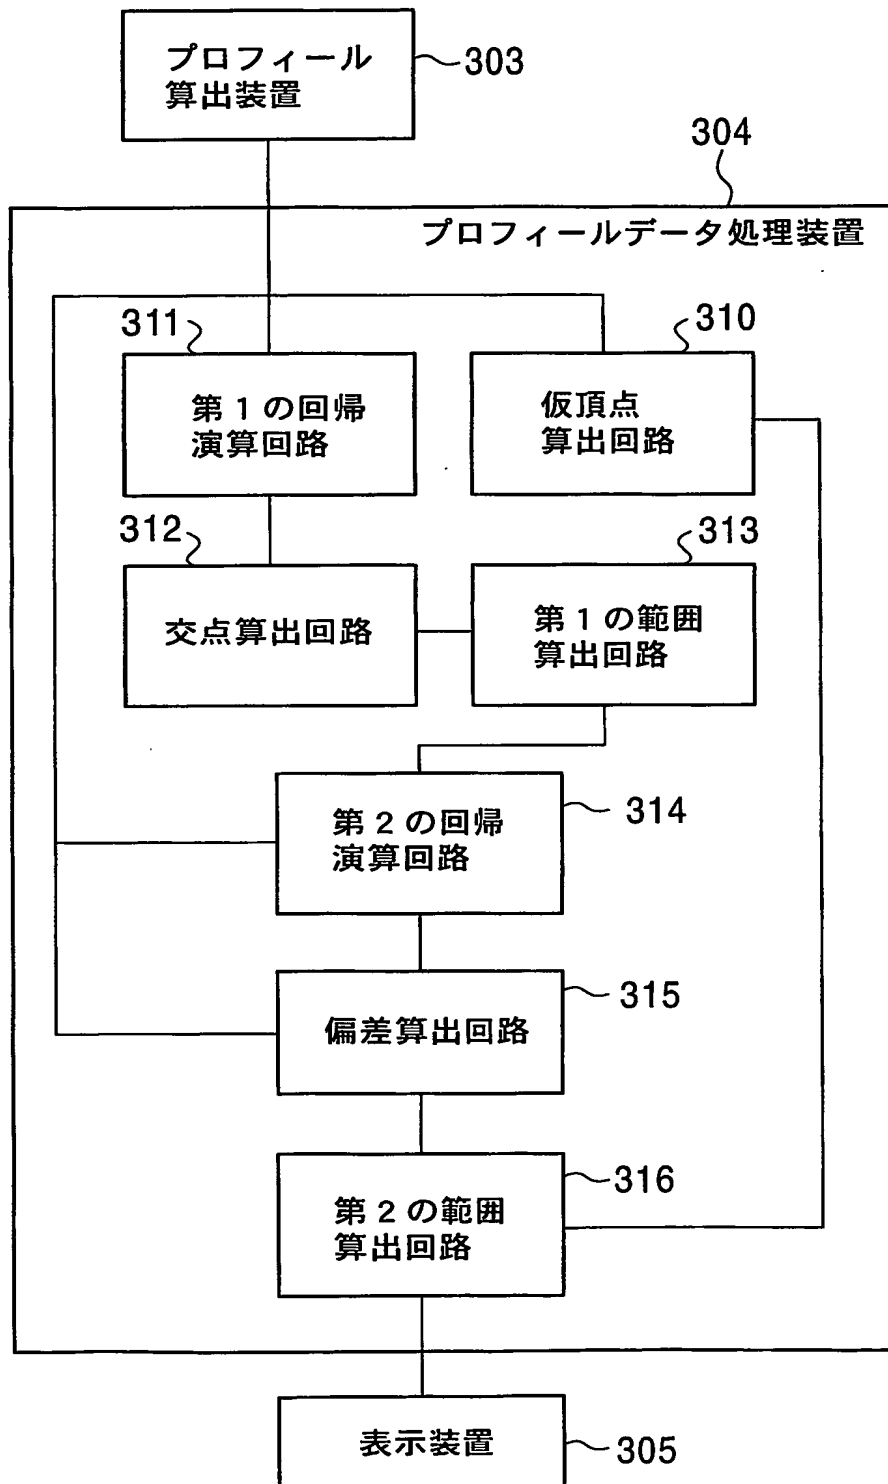 プロフィール
算出装置
303
304
プロフィールデータ処理装置
311
第1の回帰
演算回路
310
仮頂点
算出回路
312
交点算出回路
313
第1の範囲
算出回路
第2の回帰
演算回路
314
偏差算出回路
315
第2の範囲
算出回路
316
表示装置
305